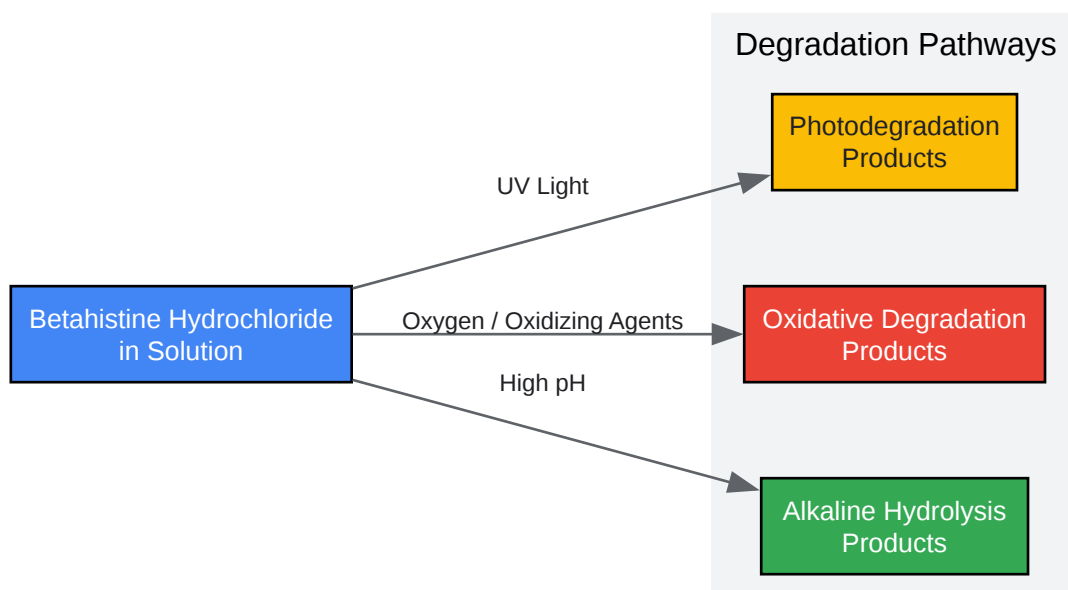 Degradation Pathways
Photodegradation
Products
UV Light
Betahistine Hydrochloride
in Solution
Oxygen / Oxidizing Agents
Oxidative Degradation
Products
High pH
Alkaline Hydrolysis
Products